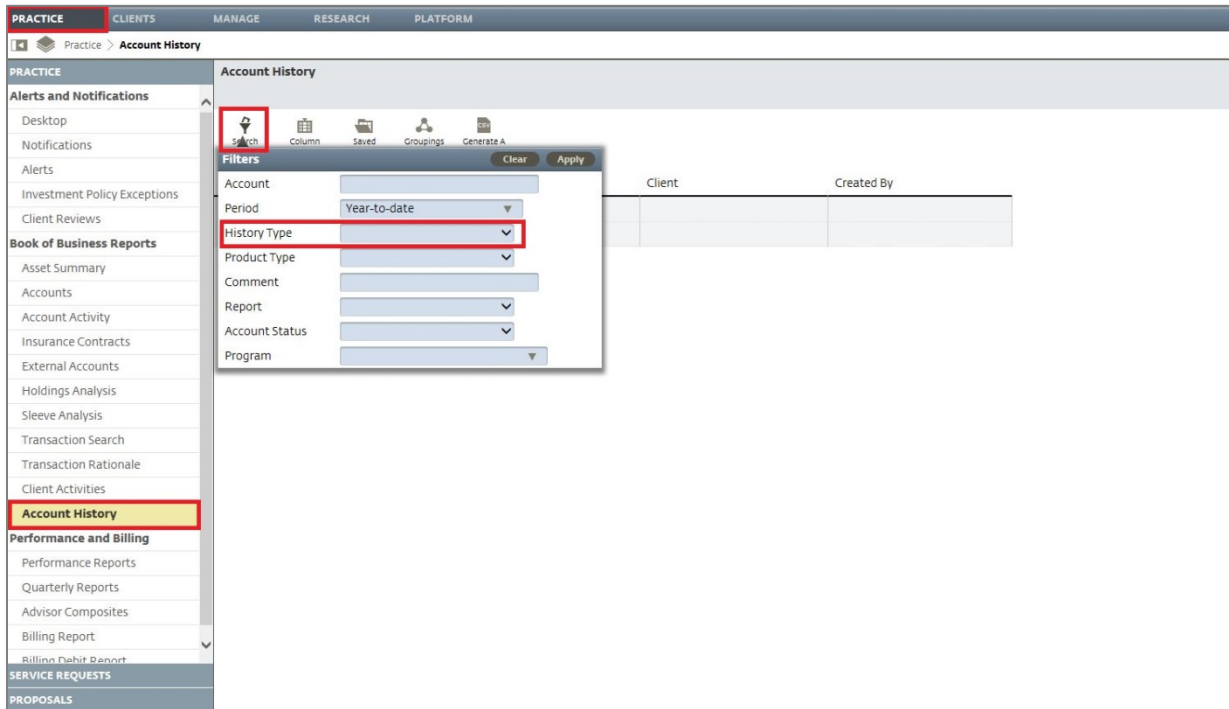 PRACTICE CLIENTS MANAGE RESEARCH PLATFORM
Practice > Account History
PRACTICE
Alerts and Notifications
Desktop
Notifications
Alerts
Investment Policy Exceptions
Client Reviews
Book of Business Reports
Asset Summary
Accounts
Account Activity
Insurance Contracts
External Accounts
Holdings Analysis
Sleeve Analysis
Transaction Search
Transaction Rationale
Client Activities
Account History
Performance and Billing
Performance Reports
Quarterly Reports
Advisor Composites
Billing Report
Billing Debit Report
SERVICE REQUESTS
PROPOSALS
Account History
Search Column Saved Groupings Generate A
CSV
Filters Clear Apply
Account
Period Year-to-date
History Type
Product Type
Comment
Report
Account Status
Program
Client Created By